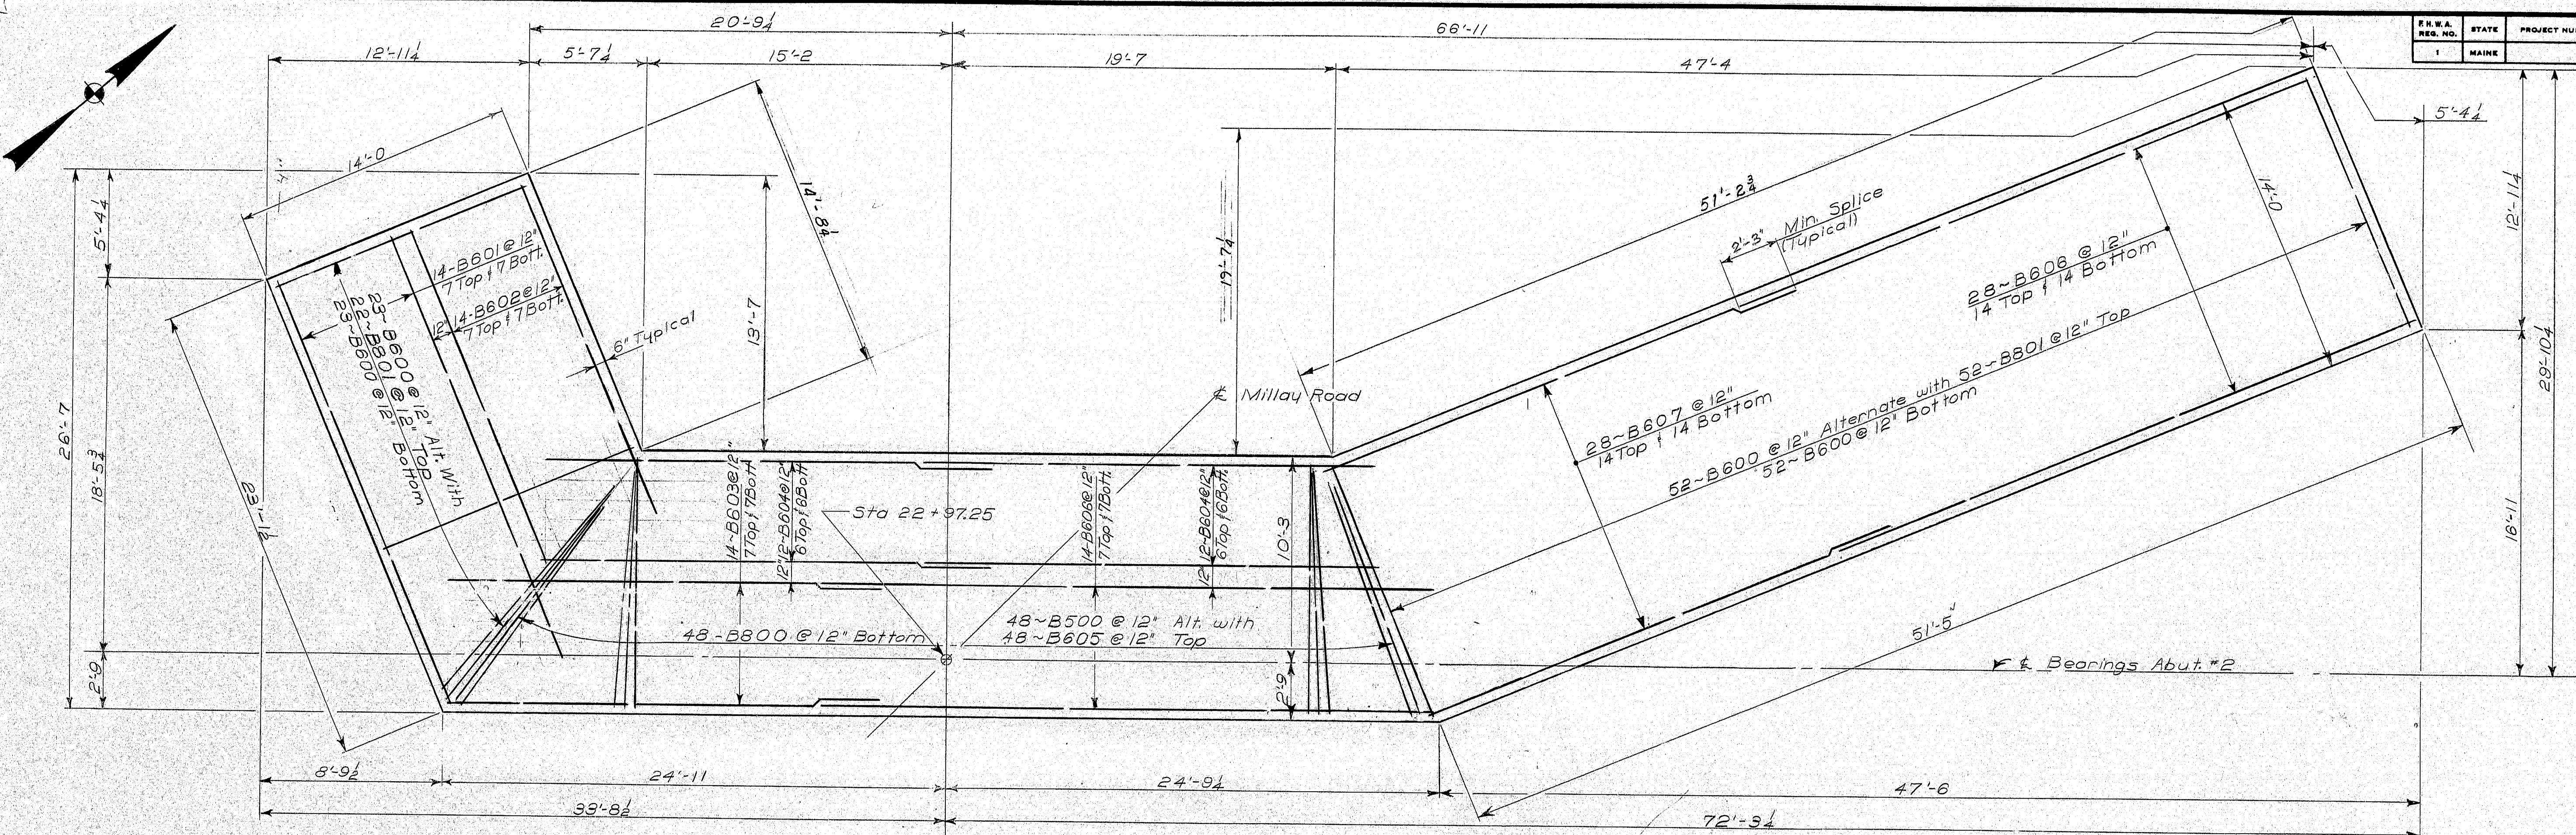 F.H.W.A. REG. NO. STATE PROJECT NU
1 MAINE
20'-9 1/4
66'-11
12'-11 1/4
5'-7 1/4
15'-2
19'-7
47'-4
5'-4 1/4
14'-0
4"
14'-8 1/4
51'-2 3/4
2'-3" Min. Splice
(Typical)
14'-0
12'-11 1/4
29'-10 1/4
16'-11
26'-7
5'-4 1/4
18'-5 3/4
2'-9
23'-1 1/2
14-B601 @ 12"
7 Top & 7 Bott.
12" 14-B602 @ 12"
7 Top & 7 Bott.
6" Typical
23~B600 @ 12" Alt. With
22~B801 @ 12" Top
23~B600 @ 12" Bottom
13'-7
19'-7 1/4
℄ Millay Road
28~B606 @ 12"
14 Top & 14 Bottom
28~B607 @ 12"
14 Top & 14 Bottom
52~B600 @ 12" Alternate with 52~B801 @ 12" Top
52~B600 @ 12" Bottom
14~B603@12"
7 Top & 7 Bott
12" 12-B604@12"
6 Top & 6 Bott
Sta 22+97.25
14-B606@12"
7 Top & 7 Bott.
12" 12-B604@12"
6 Top & 6 Bott.
10'-3
2'-9
48-B800 @ 12" Bottom
48~B500 @ 12" Alt. with
48~B605 @ 12" Top
51'-5"
℄ Bearings Abut. #2
8'-9 1/2
24'-11
24'-9 1/4
47'-6
33'-8 1/2
72'-3 1/4